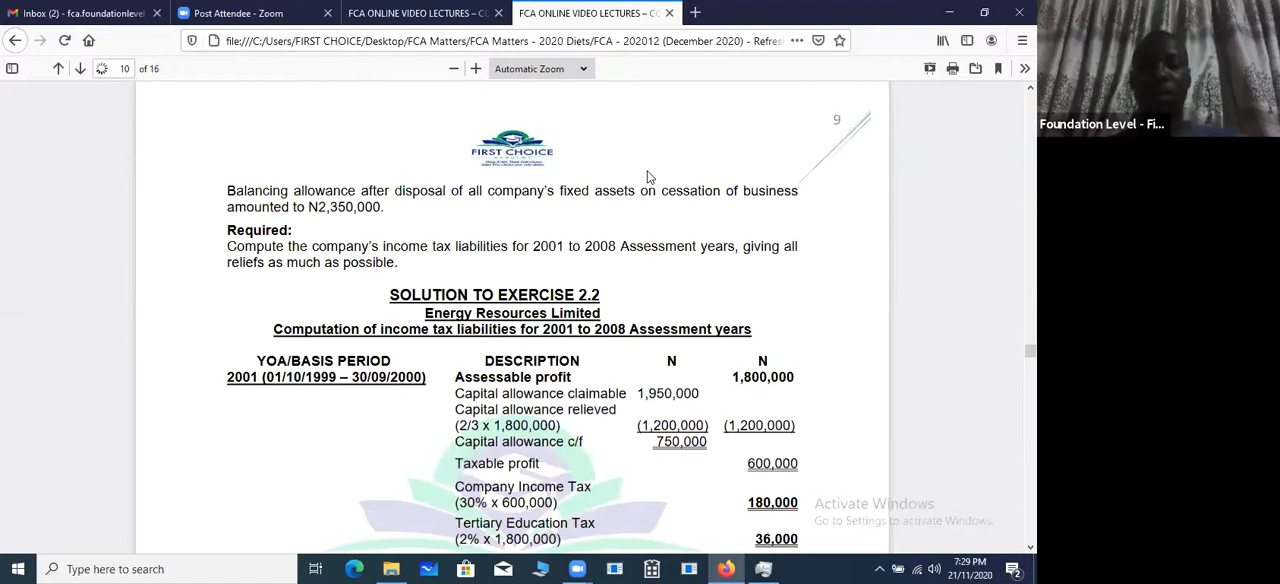 Inbox (2) - fca.foundationlevel
Post Attendee - Zoom
FCA ONLINE VIDEO LECTURES – CO
FCA ONLINE VIDEO LECTURES – CO
file:///C:/Users/FIRST CHOICE/Desktop/FCA Matters/FCA Matters - 2020 Diets/FCA - 202012 (December 2020) - Refres
10 of 16
Automatic Zoom
Foundation Level - Fi...
9
FIRST CHOICE
ACADEMY
Balancing allowance after disposal of all company's fixed assets on cessation of business
amounted to N2,350,000.
Required:
Compute the company's income tax liabilities for 2001 to 2008 Assessment years, giving all
reliefs as much as possible.
SOLUTION TO EXERCISE 2.2
Energy Resources Limited
Computation of income tax liabilities for 2001 to 2008 Assessment years
YOA/BASIS PERIOD DESCRIPTION N N
2001 (01/10/1999 – 30/09/2000) Assessable profit 1,800,000
Capital allowance claimable 1,950,000
Capital allowance relieved
(2/3 x 1,800,000) (1,200,000) (1,200,000)
Capital allowance c/f 750,000
Taxable profit 600,000
Company Income Tax
(30% x 600,000) 180,000
Tertiary Education Tax
(2% x 1,800,000) 36,000
Activate Windows
Go to Settings to activate Windows.
Type here to search
7:29 PM
21/11/2020
2